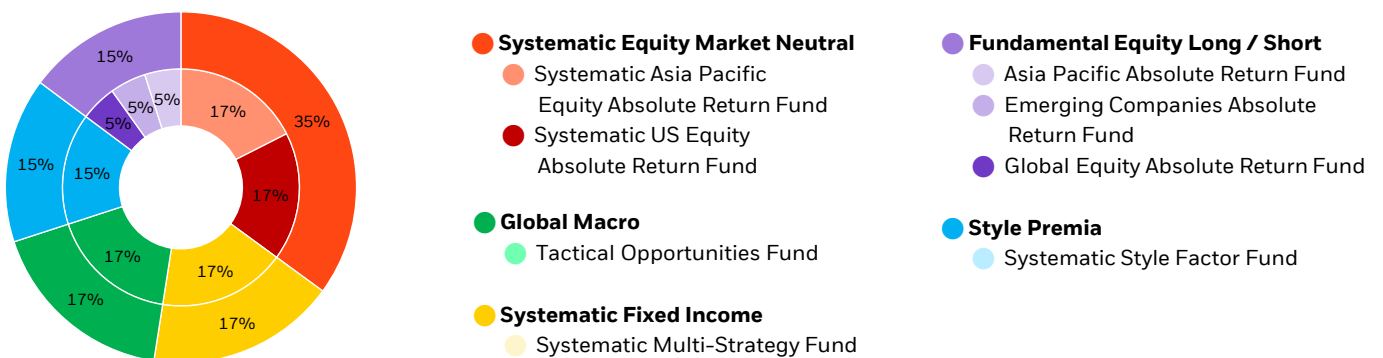 15%
5%
5%
5%
17%
35%
15%
15%
17%
17%
17%
17%
17%
Systematic Equity Market Neutral
Systematic Asia Pacific
Equity Absolute Return Fund
Systematic US Equity
Absolute Return Fund
Global Macro
Tactical Opportunities Fund
Systematic Fixed Income
Systematic Multi-Strategy Fund
Fundamental Equity Long / Short
Asia Pacific Absolute Return Fund
Emerging Companies Absolute
Return Fund
Global Equity Absolute Return Fund
Style Premia
Systematic Style Factor Fund